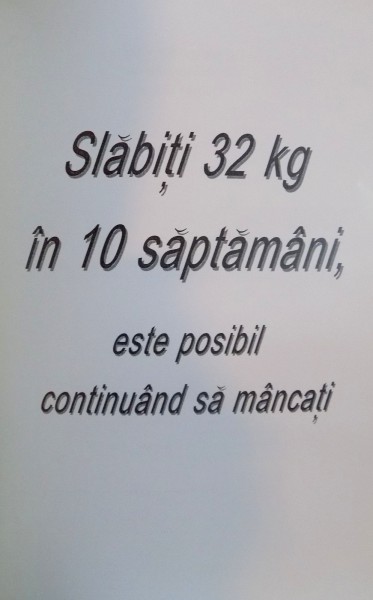 Slăbiți 32 kg
în 10 săptămâni,
este posibil
continuând să mâncați